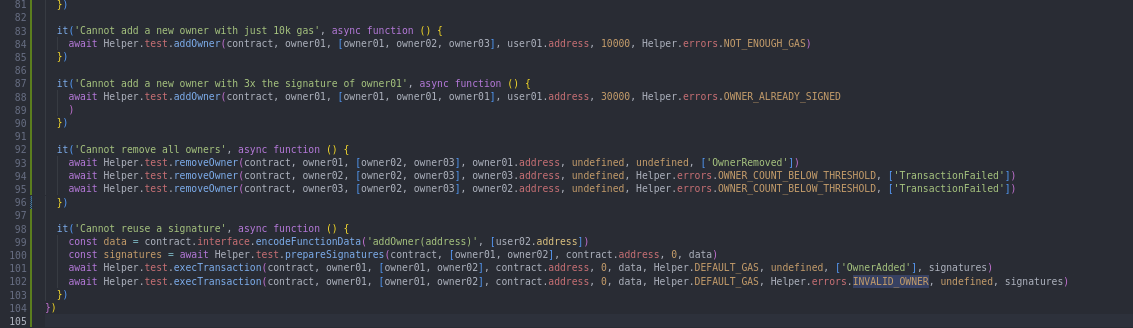 81 })
82
83 it('Cannot add a new owner with just 10k gas', async function () {
84 await Helper.test.addOwner(contract, owner01, [owner01, owner02, owner03], user01.address, 10000, Helper.errors.NOT_ENOUGH_GAS)
85 })
86
87 it('Cannot add a new owner with 3x the signature of owner01', async function () {
88 await Helper.test.addOwner(contract, owner01, [owner01, owner01, owner01], user01.address, 30000, Helper.errors.OWNER_ALREADY_SIGNED
89 )
90 })
91
92 it('Cannot remove all owners', async function () {
93 await Helper.test.removeOwner(contract, owner01, [owner02, owner03], owner01.address, undefined, undefined, ['OwnerRemoved'])
94 await Helper.test.removeOwner(contract, owner02, [owner02, owner03], owner03.address, undefined, Helper.errors.OWNER_COUNT_BELOW_THRESHOLD, ['TransactionFailed'])
95 await Helper.test.removeOwner(contract, owner03, [owner02, owner03], owner02.address, undefined, Helper.errors.OWNER_COUNT_BELOW_THRESHOLD, ['TransactionFailed'])
96 })
97
98 it('Cannot reuse a signature', async function () {
99 const data = contract.interface.encodeFunctionData('addOwner(address)', [user02.address])
100 const signatures = await Helper.test.prepareSignatures(contract, [owner01, owner02], contract.address, 0, data)
101 await Helper.test.execTransaction(contract, owner01, [owner01, owner02], contract.address, 0, data, Helper.DEFAULT_GAS, undefined, ['OwnerAdded'], signatures)
102 await Helper.test.execTransaction(contract, owner01, [owner01, owner02], contract.address, 0, data, Helper.DEFAULT_GAS, Helper.errors.INVALID_OWNER, undefined, signatures)
103 })
104 })
105